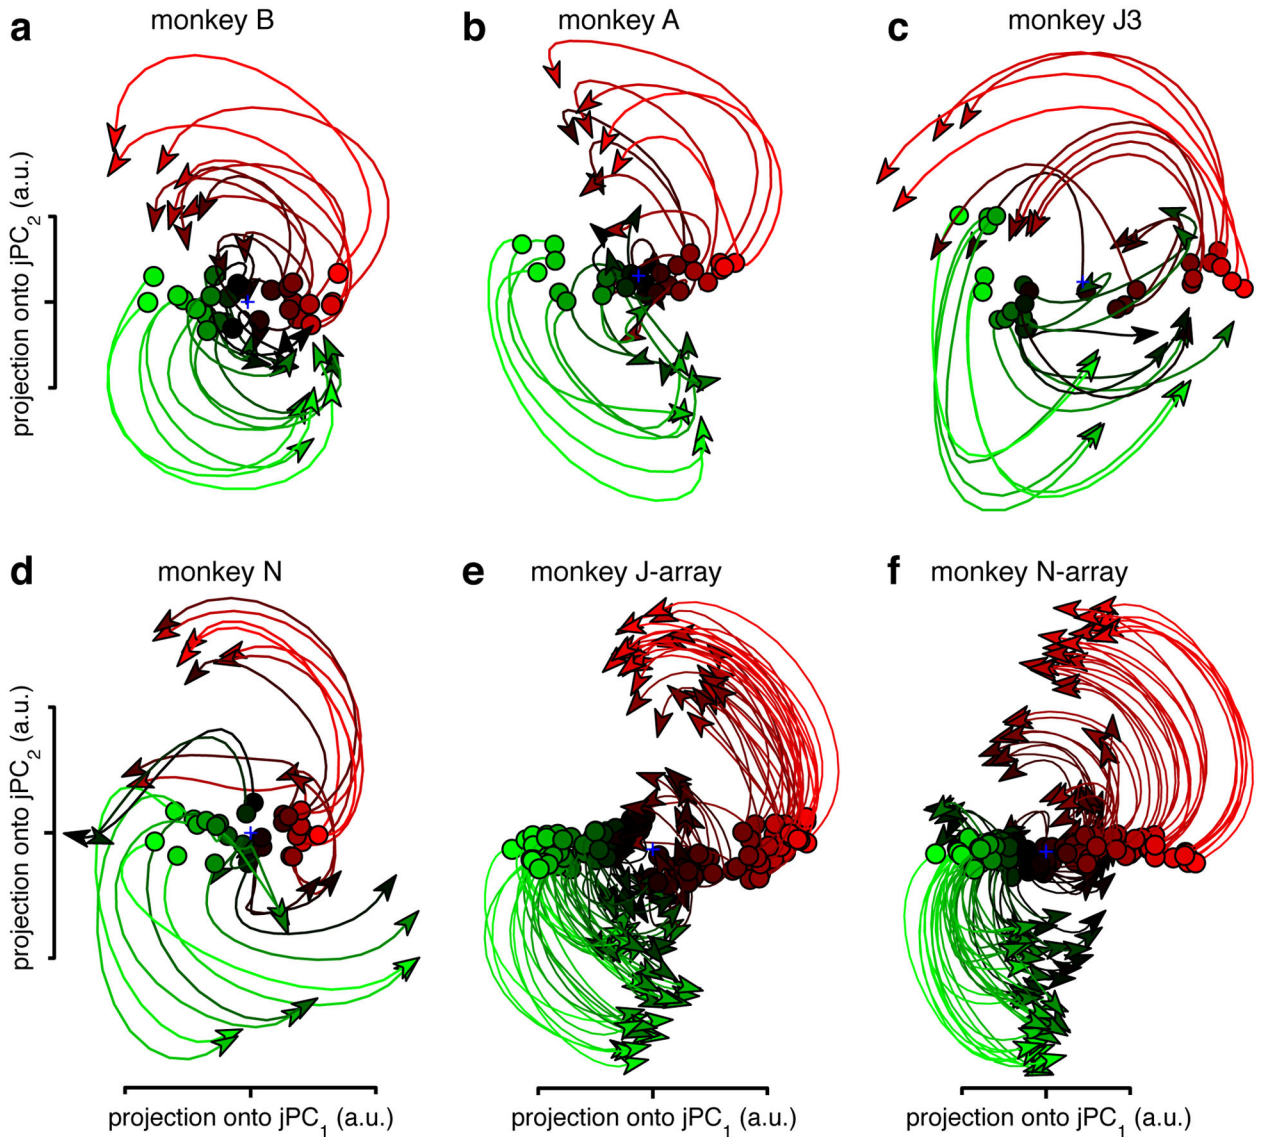 a monkey B
b monkey A
c monkey J3
projection onto jPC2 (a.u.)
d monkey N
e monkey J-array
f monkey N-array
projection onto jPC2 (a.u.)
projection onto jPC1 (a.u.)
projection onto jPC1 (a.u.)
projection onto jPC1 (a.u.)